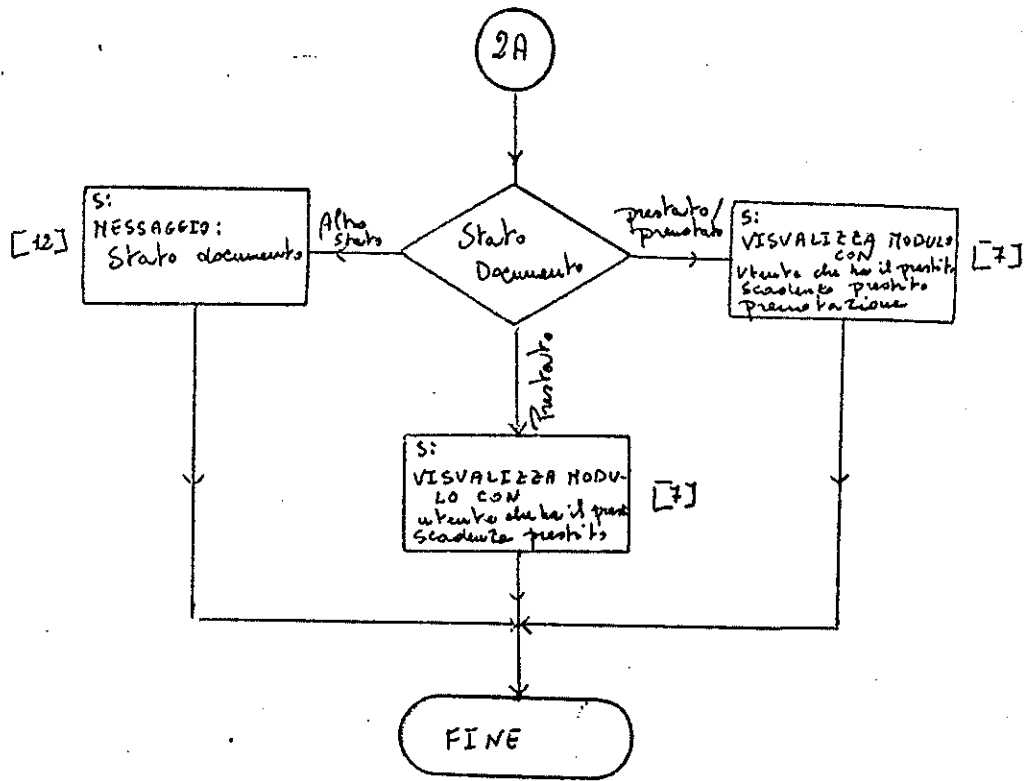 2A
Stato
Documento
Altro
Stato
S:
MESSAGGIO:
Stato documento
[12]
prestato/
prenotato
S:
VISUALIZZA MODULO
CON
utente che ha il prestito
scadenza prestito
prenotazione
[7]
Prestato
S:
VISUALIZZA MODU-
LO CON
utente che ha il prest
scadenza prestito
[7]
FINE